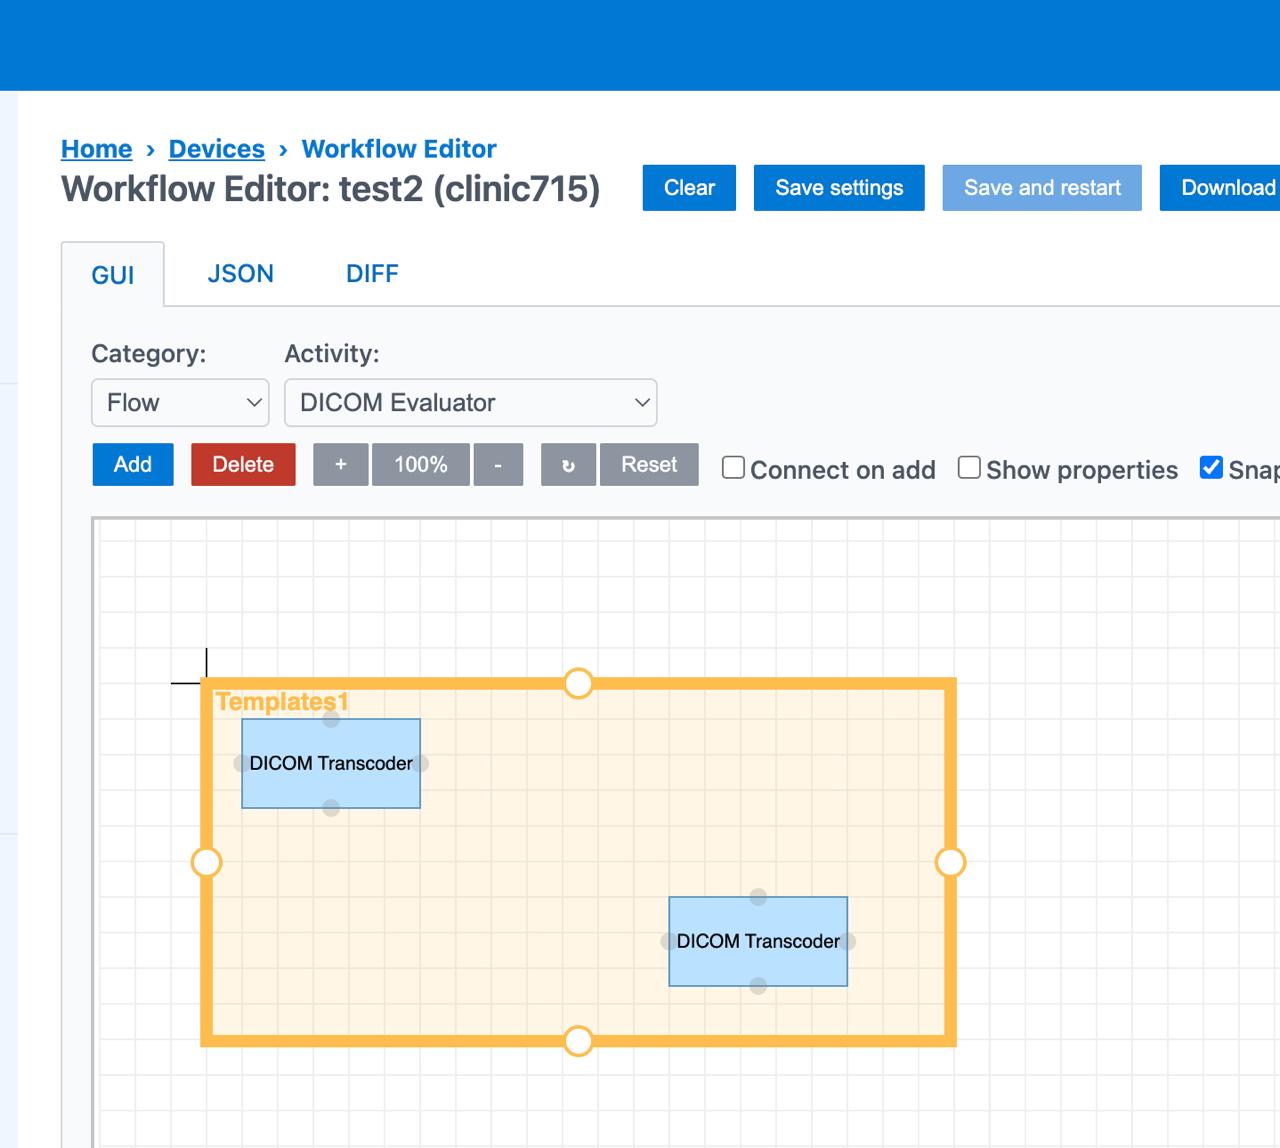 Home › Devices › Workflow Editor
Workflow Editor: test2 (clinic715)
Clear Save settings Save and restart Download
GUI JSON DIFF
Category: Activity:
Flow DICOM Evaluator
Add Delete + 100% - ↻ Reset Connect on add Show properties Snap
Templates1
DICOM Transcoder
DICOM Transcoder